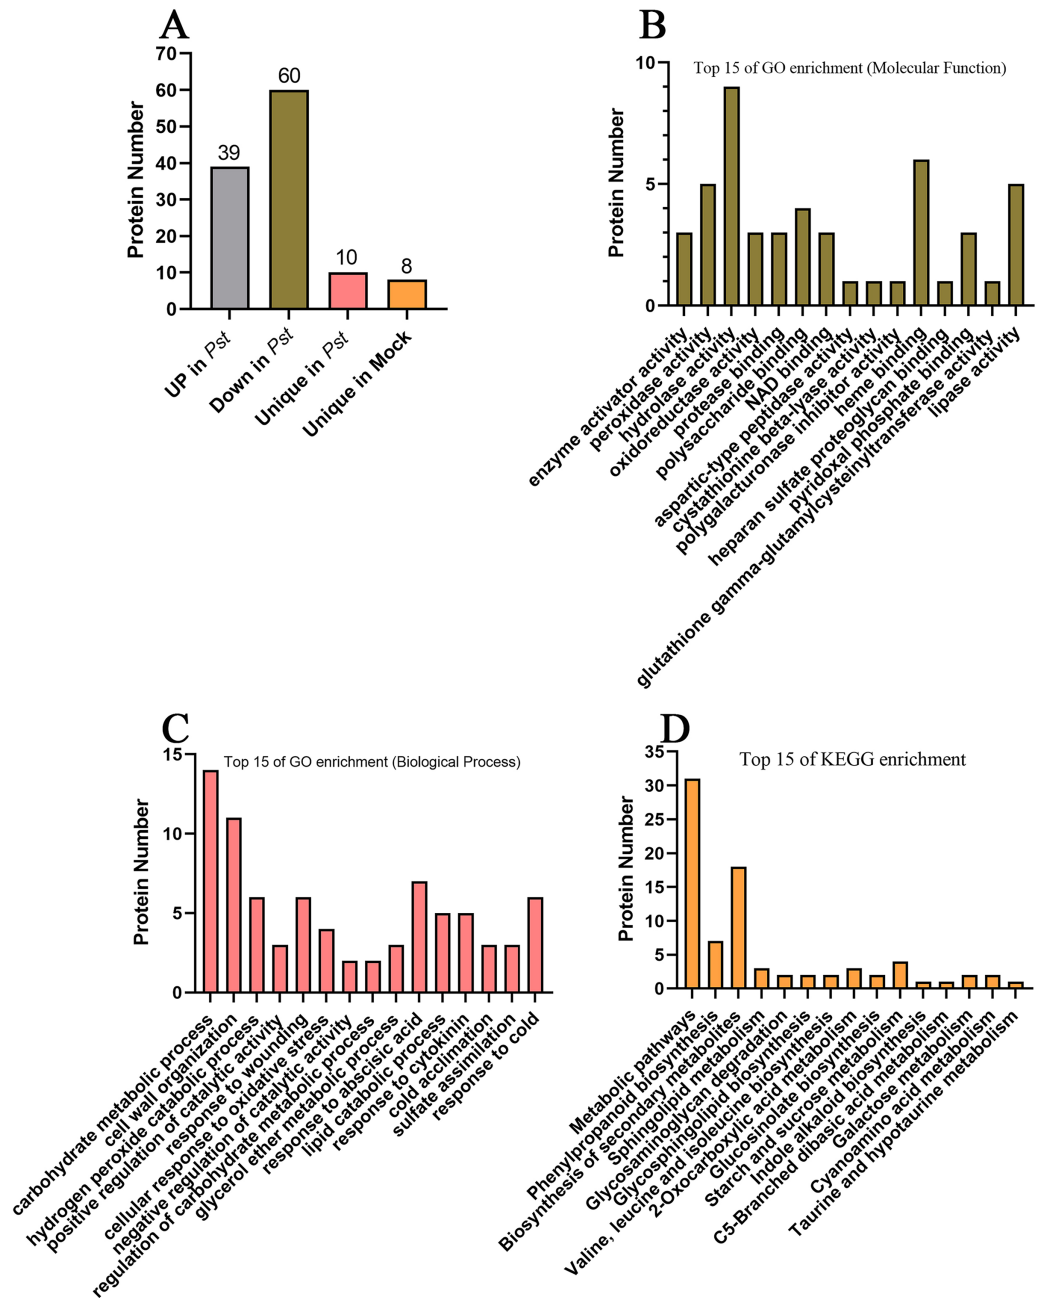 A
Protein Number
70
60
50
40
30
20
10
0
39
60
10
8
UP in Pst
Down in Pst
Unique in Pst
Unique in Mock
B
Top 15 of GO enrichment (Molecular Function)
Protein Number
10
5
0
enzyme activator activity
peroxidase activity
hydrolase activity
oxidoreductase activity
protease binding
polysaccharide binding
NAD binding
aspartic-type peptidase activity
cystathionine beta-lyase activity
polygalacturonase inhibitor activity
heme binding
heparan sulfate proteoglycan binding
pyridoxal phosphate binding
glutathione gamma-glutamylcysteinyltransferase activity
lipase activity
C
Top 15 of GO enrichment (Biological Process)
Protein Number
15
10
5
0
carbohydrate metabolic process
cell wall organization
hydrogen peroxide catabolic process
positive regulation of catalytic activity
response to wounding
cellular response to oxidative stress
negative regulation of catalytic activity
regulation of carbohydrate metabolic process
glycerol ether metabolic process
response to abscisic acid
lipid catabolic process
response to cytokinin
cold acclimation
sulfate assimilation
response to cold
D
Top 15 of KEGG enrichment
Protein Number
35
30
25
20
15
10
5
0
Metabolic pathways
Phenylpropanoid biosynthesis
Biosynthesis of secondary metabolites
Sphingolipid metabolism
Glycosaminoglycan degradation
Glycosphingolipid biosynthesis
Valine, leucine and isoleucine biosynthesis
2-Oxocarboxylic acid metabolism
Glucosinolate biosynthesis
Starch and sucrose metabolism
Indole alkaloid biosynthesis
C5-Branched dibasic acid metabolism
Galactose metabolism
Cyanoamino acid metabolism
Taurine and hypotaurine metabolism